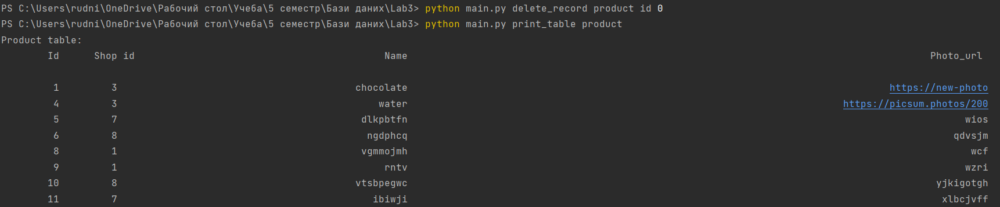 PS C:\Users\rudni\OneDrive\Рабочий стол\Учеба\5 семестр\Бази даних\Lab3> python main.py delete_record product id 0
PS C:\Users\rudni\OneDrive\Рабочий стол\Учеба\5 семестр\Бази даних\Lab3> python main.py print_table product
Product table:
Id Shop id Name Photo_url
1 3 chocolate https://new-photo
4 3 water https://picsum.photos/200
5 7 dlkpbtfn wios
6 8 ngdphcq qdvsjm
8 1 vgmmojmh wcf
9 1 rntv wzri
10 8 vtsbpegwc yjkigotgh
11 7 ibiwji xlbcjvff